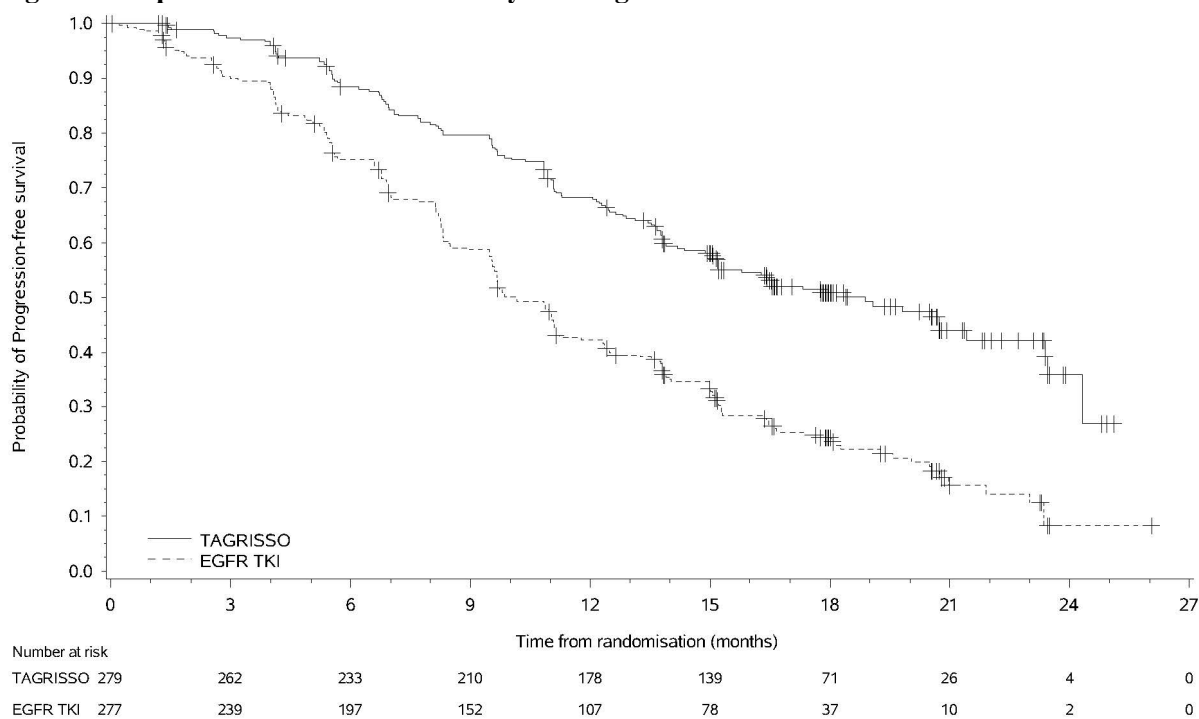 1.0
0.9
0.8
0.7
0.6
0.5
0.4
0.3
0.2
0.1
0.0
Probability of Progression-free survival
TAGRISSO
EGFR TKI
0 3 6 9 12 15 18 21 24 27
Time from randomisation (months)
Number at risk
TAGRISSO 279 262 233 210 178 139 71 26 4 0
EGFR TKI 277 239 197 152 107 78 37 10 2 0